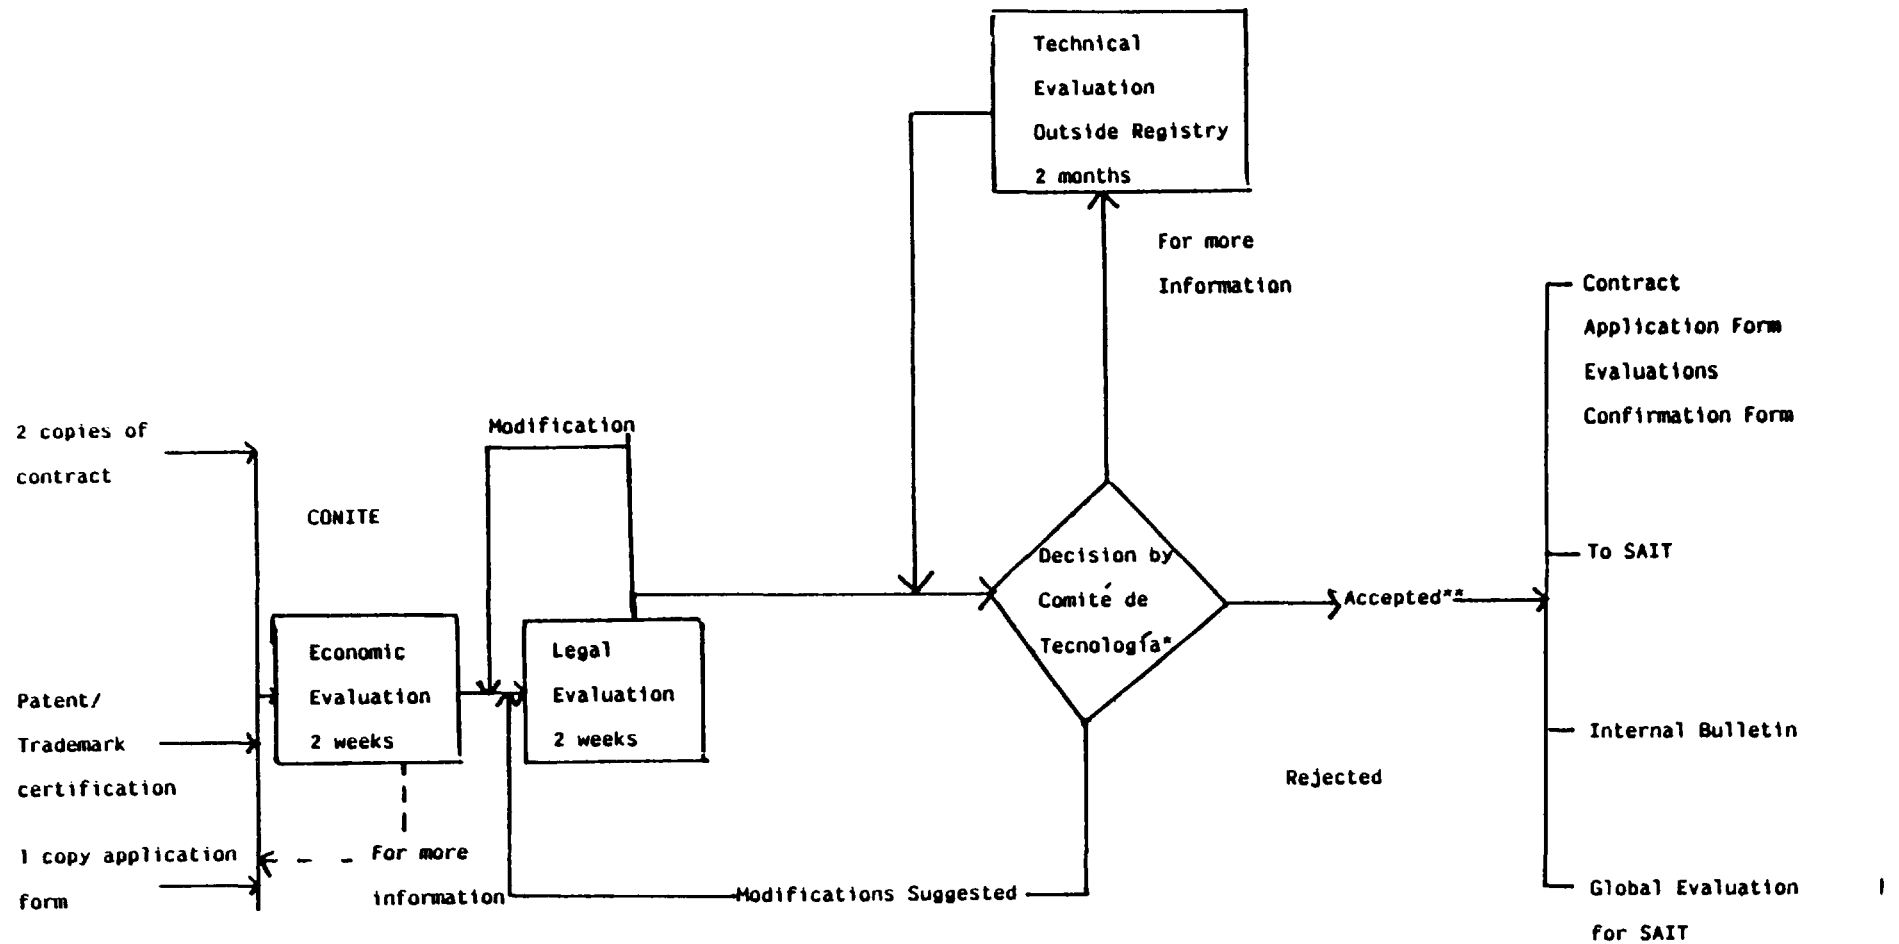 Technical
Evaluation
Outside Registry
2 months
For more
Information
Contract
Application Form
Evaluations
Confirmation Form
2 copies of
contract
Modification
CONITE
To SAIT
Decision by
Comité de
Tecnología*
Accepted**
Economic
Evaluation
2 weeks
Legal
Evaluation
2 weeks
Patent/
Trademark
certification
Internal Bulletin
Rejected
1 copy application
form
For more
information
Modifications Suggested
Global Evaluation
for SAIT